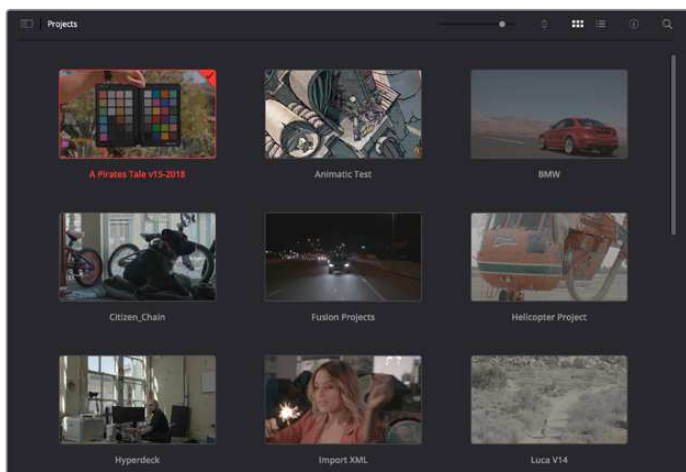 Projects
A Pirates Tale v15-2018
Animatic Test
BMW
Citizen_Chain
Fusion Projects
Helicopter Project
Hyperdeck
Import XML
Luca V14